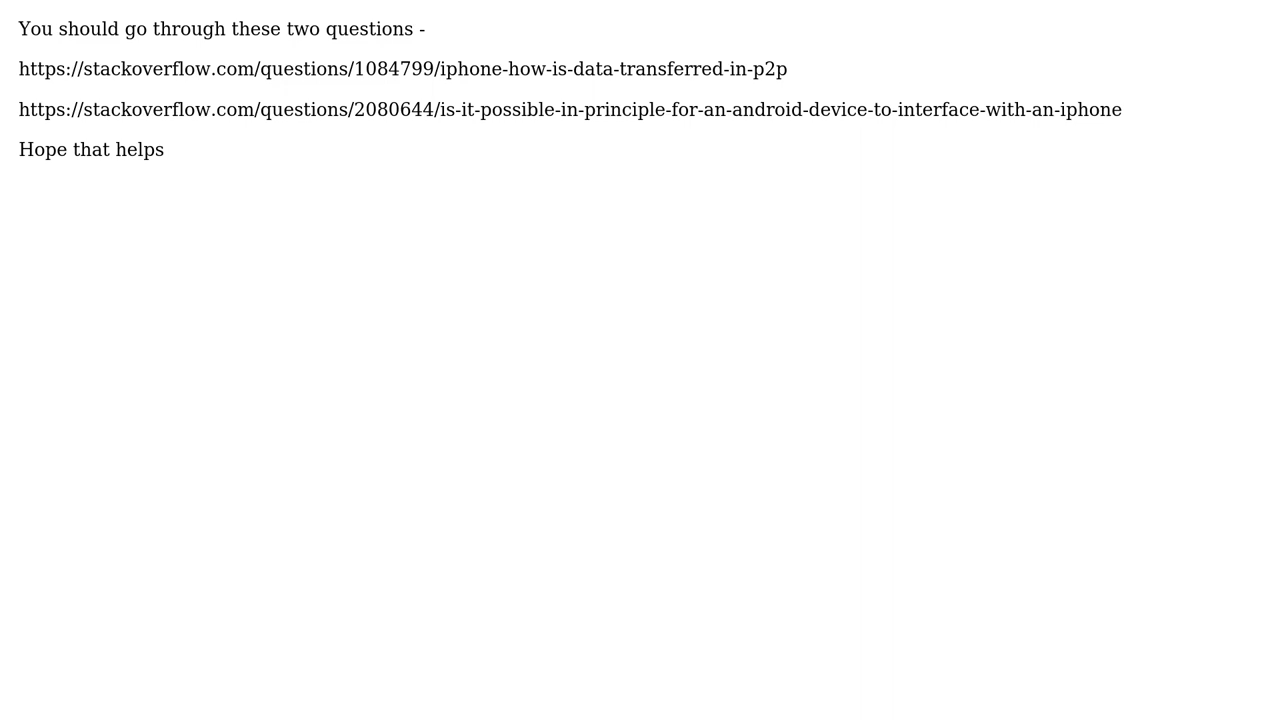 You should go through these two questions -
https://stackoverflow.com/questions/1084799/iphone-how-is-data-transferred-in-p2p
https://stackoverflow.com/questions/2080644/is-it-possible-in-principle-for-an-android-device-to-interface-with-an-iphone
Hope that helps